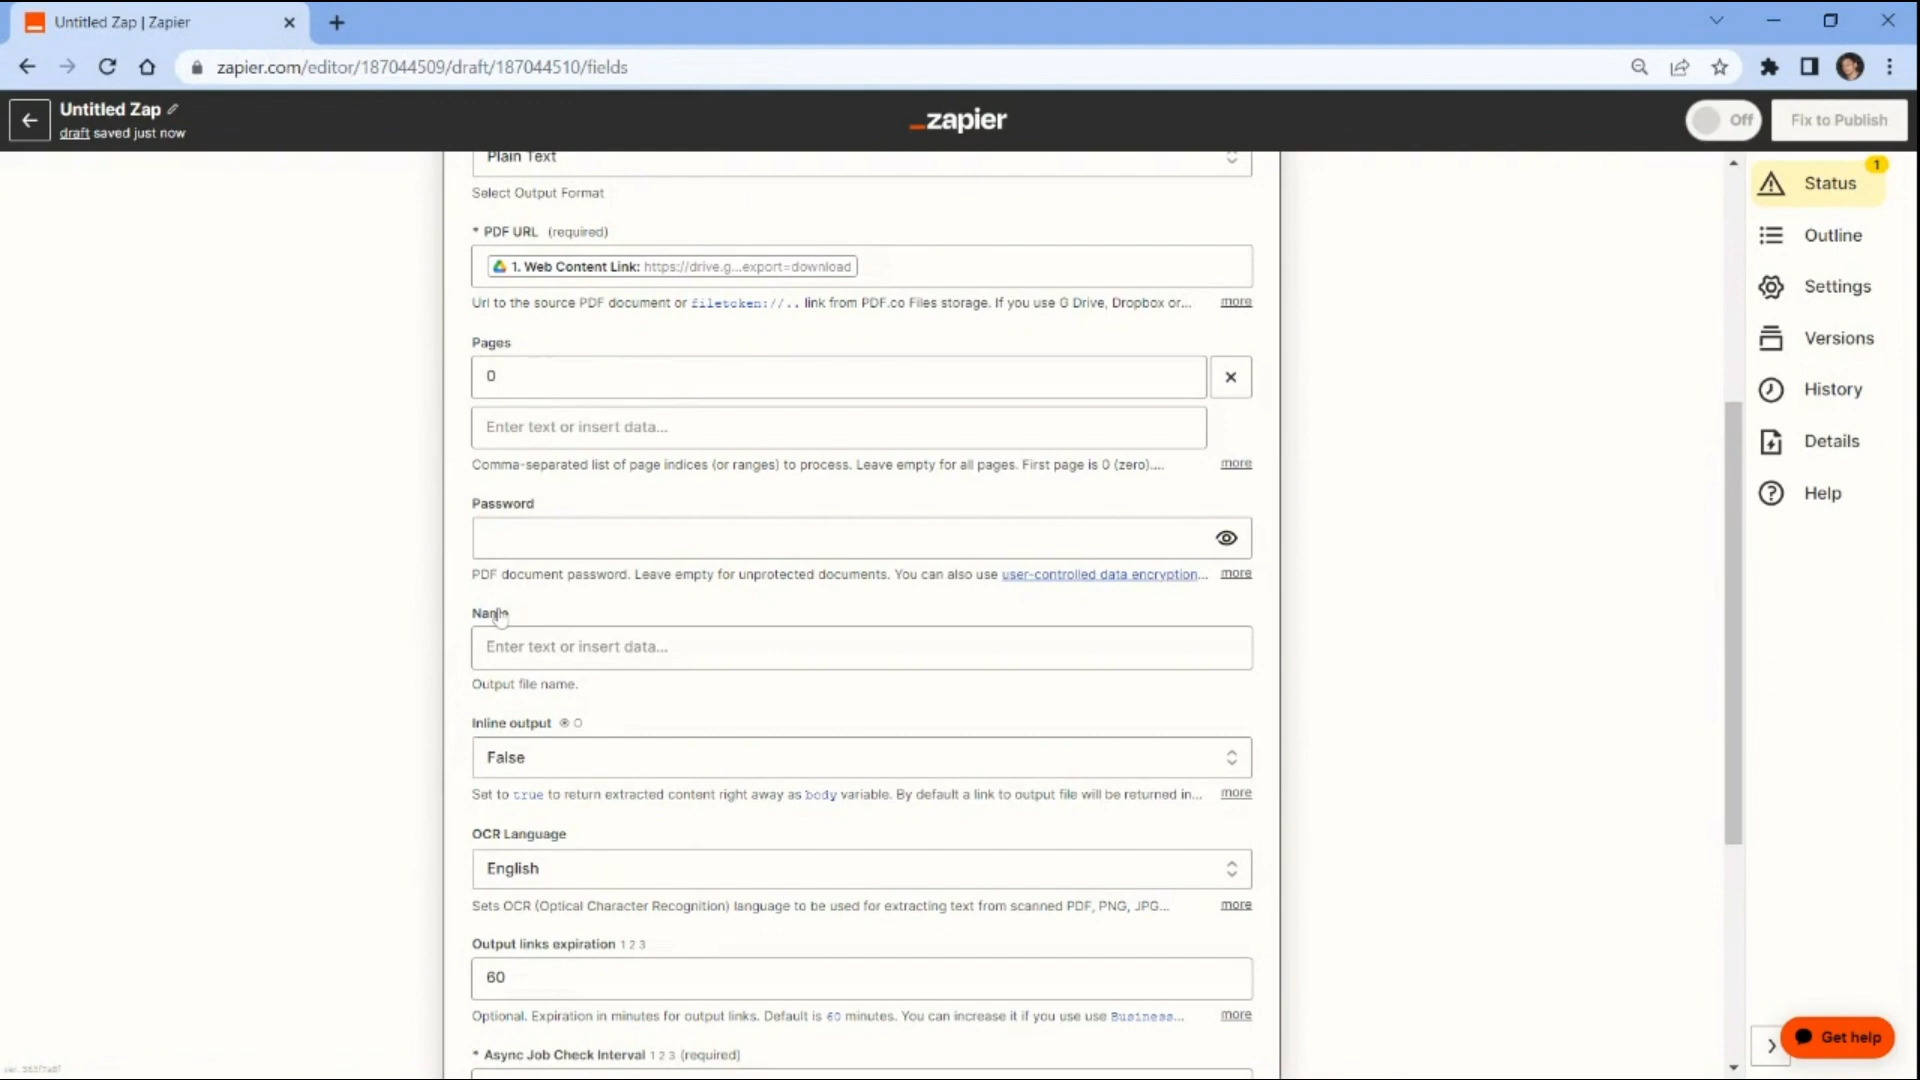 Untitled Zap | Zapier
zapier.com/editor/187044509/draft/187044510/fields
Untitled Zap
draft saved just now
_zapier
Off
Fix to Publish
Plain Text
Select Output Format
* PDF URL (required)
1. Web Content Link: https://drive.g...export=download
Url to the source PDF document or filetoken://.. link from PDF.co Files storage. If you use G Drive, Dropbox or... more
Pages
0
Enter text or insert data...
Comma-separated list of page indices (or ranges) to process. Leave empty for all pages. First page is 0 (zero).... more
Password
PDF document password. Leave empty for unprotected documents. You can also use user-controlled data encryption... more
Name
Enter text or insert data...
Output file name.
Inline output
False
Set to true to return extracted content right away as body variable. By default a link to output file will be returned in... more
OCR Language
English
Sets OCR (Optical Character Recognition) language to be used for extracting text from scanned PDF, PNG, JPG... more
Output links expiration 1 2 3
60
Optional. Expiration in minutes for output links. Default is 60 minutes. You can increase it if you use use Business... more
* Async Job Check Interval 1 2 3 (required)
1
Status
Outline
Settings
Versions
History
Details
Help
Get help